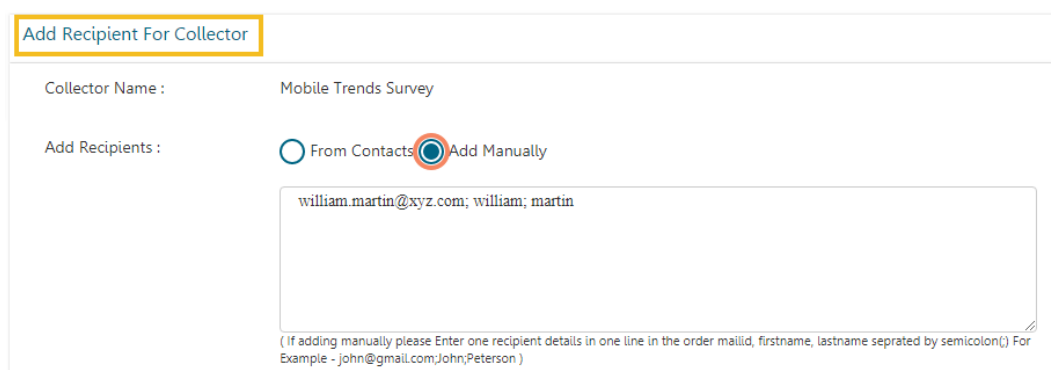 Add Recipient For Collector
Collector Name : Mobile Trends Survey
Add Recipients : From Contacts Add Manually
william.martin@xyz.com; william; martin
( If adding manually please Enter one recipient details in one line in the order mailid, firstname, lastname seprated by semicolon(;) For
Example - john@gmail.com;John;Peterson )